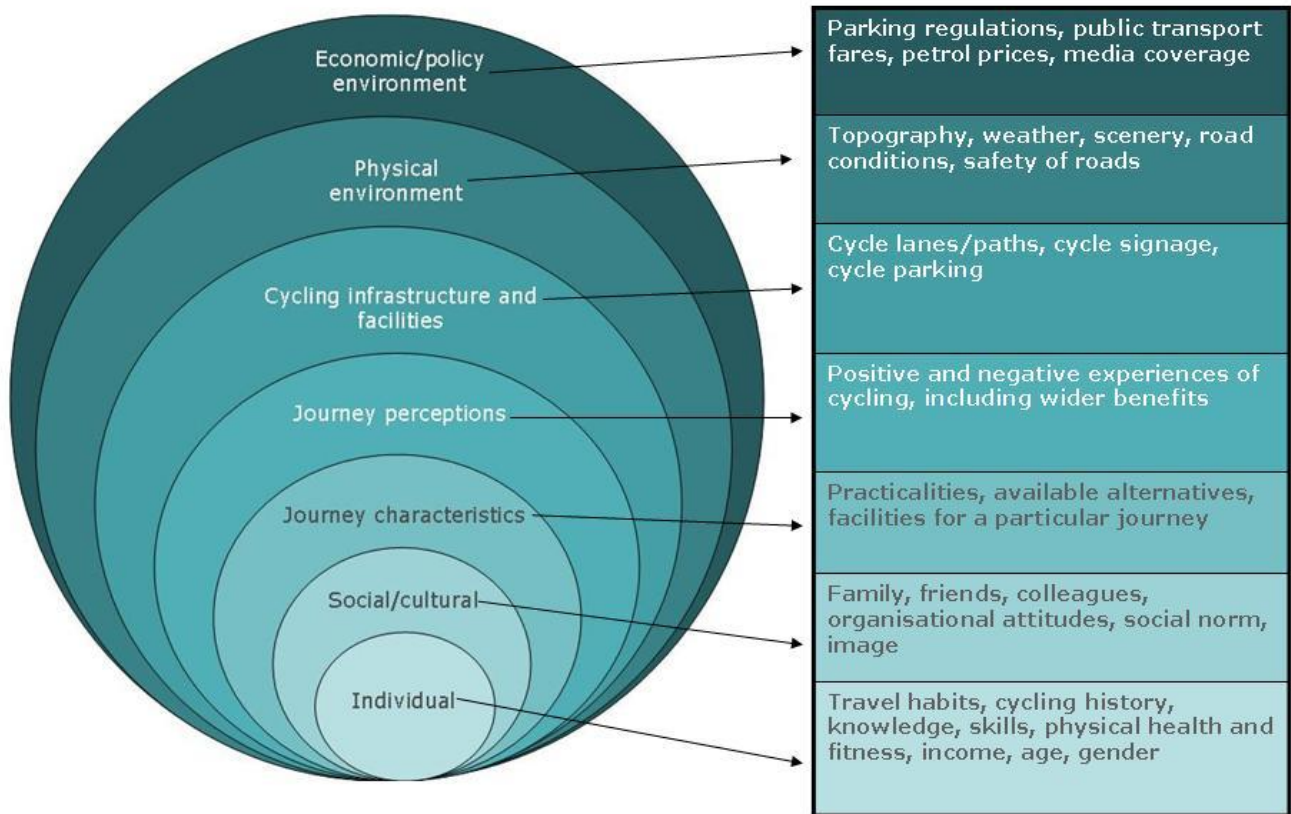 Economic/policy
environment
Parking regulations, public transport
fares, petrol prices, media coverage
Physical
environment
Topography, weather, scenery, road
conditions, safety of roads
Cycling infrastructure and
facilities
Cycle lanes/paths, cycle signage,
cycle parking
Journey perceptions
Positive and negative experiences of
cycling, including wider benefits
Journey characteristics
Practicalities, available alternatives,
facilities for a particular journey
Social/cultural
Family, friends, colleagues,
organisational attitudes, social norm,
image
Individual
Travel habits, cycling history,
knowledge, skills, physical health and
fitness, income, age, gender